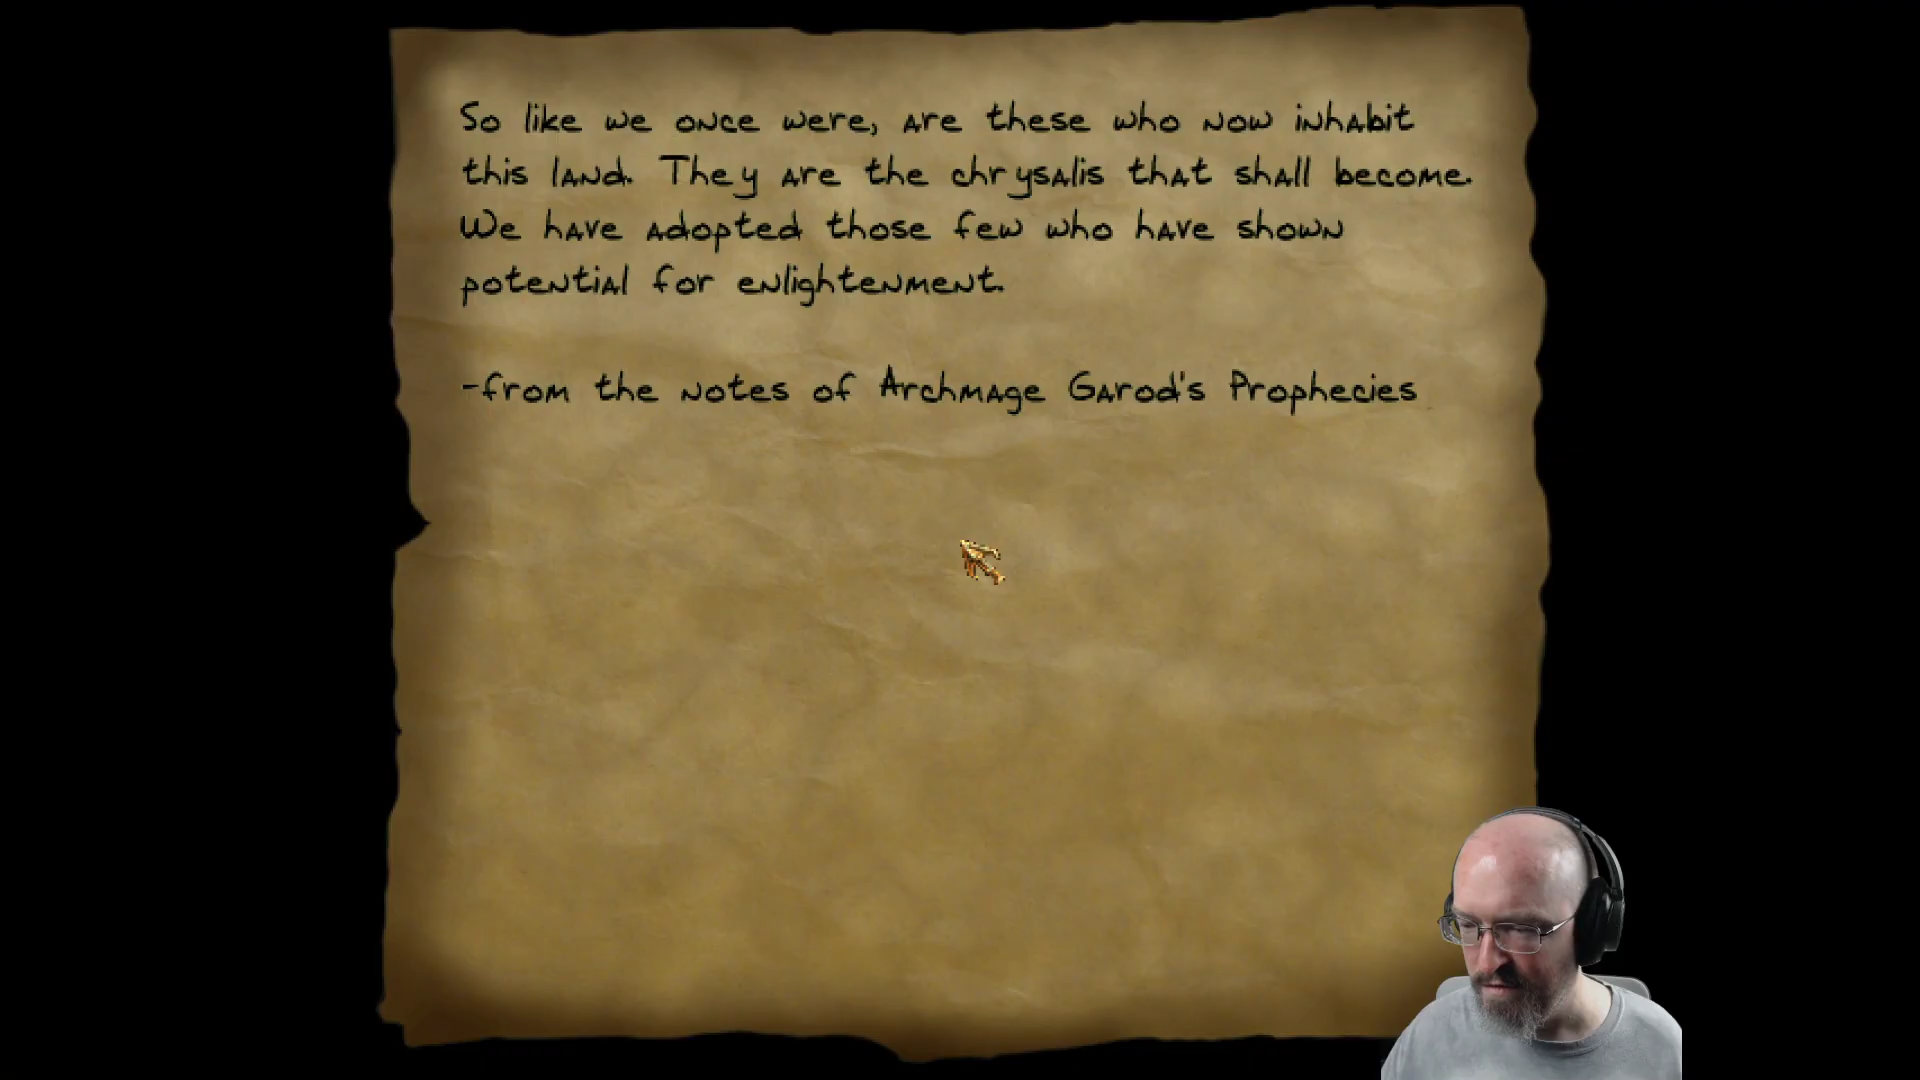 So like we once were, are these who now inhabit
this land. They are the chrysalis that shall become.
We have adopted those few who have shown
potential for enlightenment.
-from the notes of Archmage Garod's Prophecies